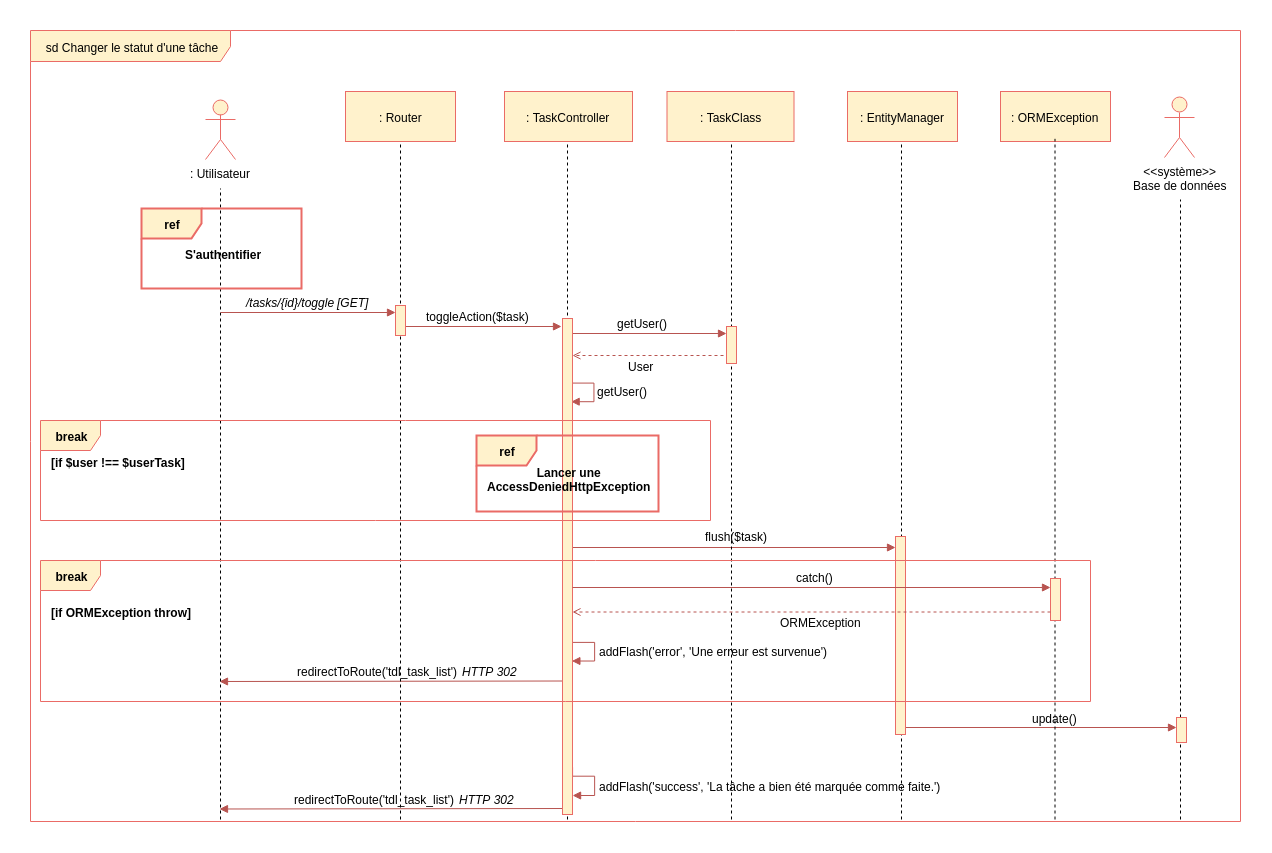 sd Changer le statut d'une tâche
: Utilisateur
: Router
: TaskController
: TaskClass
: EntityManager
: ORMException
<<système>>
Base de données
ref
S'authentifier
/tasks/{id}/toggle [GET]
toggleAction($task)
getUser()
User
getUser()
break
[if $user !== $userTask]
ref
Lancer une
AccessDeniedHttpException
flush($task)
break
[if ORMException throw]
catch()
ORMException
addFlash('error', 'Une erreur est survenue')
redirectToRoute('tdl_task_list') HTTP 302
update()
addFlash('success', 'La tâche a bien été marquée comme faite.')
redirectToRoute('tdl_task_list') HTTP 302